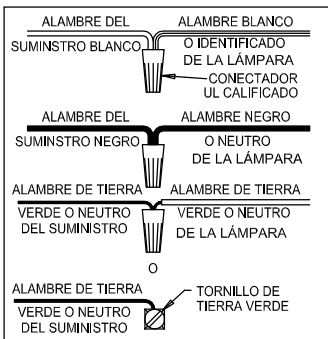 ALAMBRE DEL ALAMBRE BLANCO
SUMINISTRO BLANCO O IDENTIFICADO
DE LA LÁMPARA
CONECTADOR
UL CALIFICADO
ALAMBRE DEL ALAMBRE NEGRO
SUMINSTRO NEGRO O NEUTRO
DE LA LÁMPARA
ALAMBRE DE TIERRA ALAMBRE DE TIERRA
VERDE O NEUTRO VERDE O NEUTRO
DEL SUMINISTRO DE LA LÁMPARA
O
ALAMBRE DE TIERRA TORNILLO DE
TIERRA VERDE
VERDE O NEUTRO
DEL SUMINISTRO